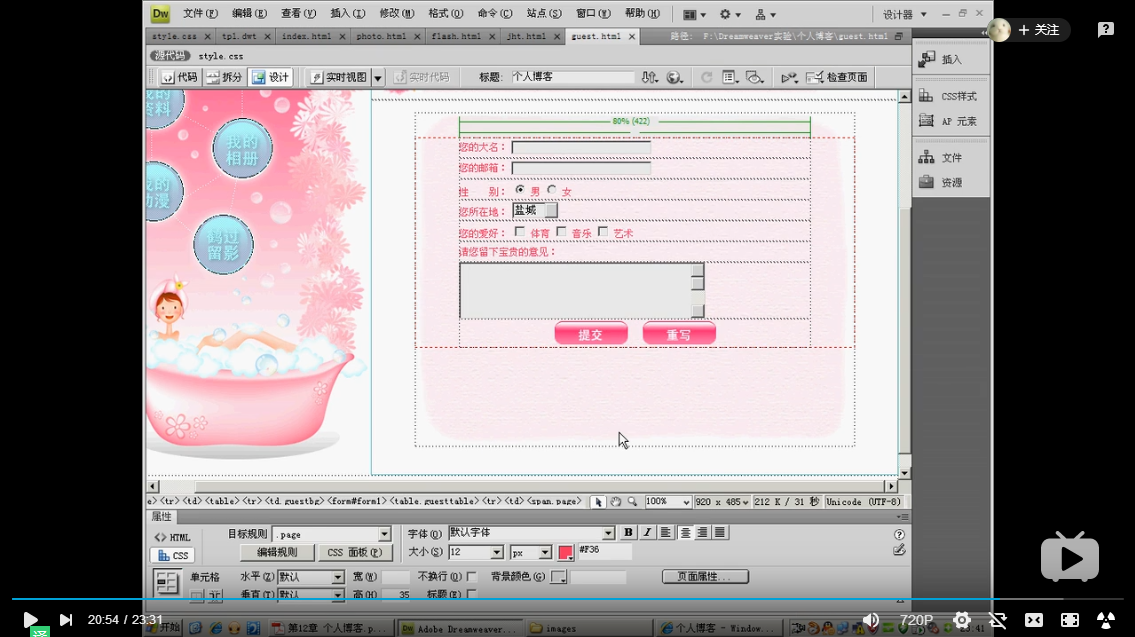 Dw 文件(F) 编辑(E) 查看(V) 插入(I) 修改(M) 格式(O) 命令(C) 站点(S) 窗口(W) 帮助(H) 设计器
关注
style.css × tpl.dwt × index.html × photo.html × flash.html × jht.html × guest.html × 路径: F:\Dreamweaver实验\个人博客\guest.html
源代码 style.css
代码 拆分 设计 实时视图 实时代码 标题: 个人博客 检查页面
插入
CSS样式
AP 元素
文件
资源
我的
资料
我的
相册
我的
动漫
鹤过
留影
80% (422)
您的大名:
您的邮箱:
性 别: 男 女
您所在地: 盐城
您的爱好: 体育 音乐 艺术
请您留下宝贵的意见:
提交 重写
e> <tr> <td> <table> <tr> <td.guestbg> <form#form1> <table.guesttable> <tr> <td> <span.page> 100% 920 x 485 212 K / 31 秒 Unicode (UTF-8)
属性
<> HTML 目标规则 .page 字体(O) 默认字体 B I
CSS 编辑规则 CSS 面板(P) 大小(S) 12 px #F36
单元格 水平(Z) 默认 宽(W) 不换行(O) 背景颜色(G) 页面属性...
垂直(T) 默认 高(H) 35 标题(E)
20:54 / 23:31 720P
译
开始 第12章 个人博客.p... Adobe Dreamweaver... images 个人博客 - Window...